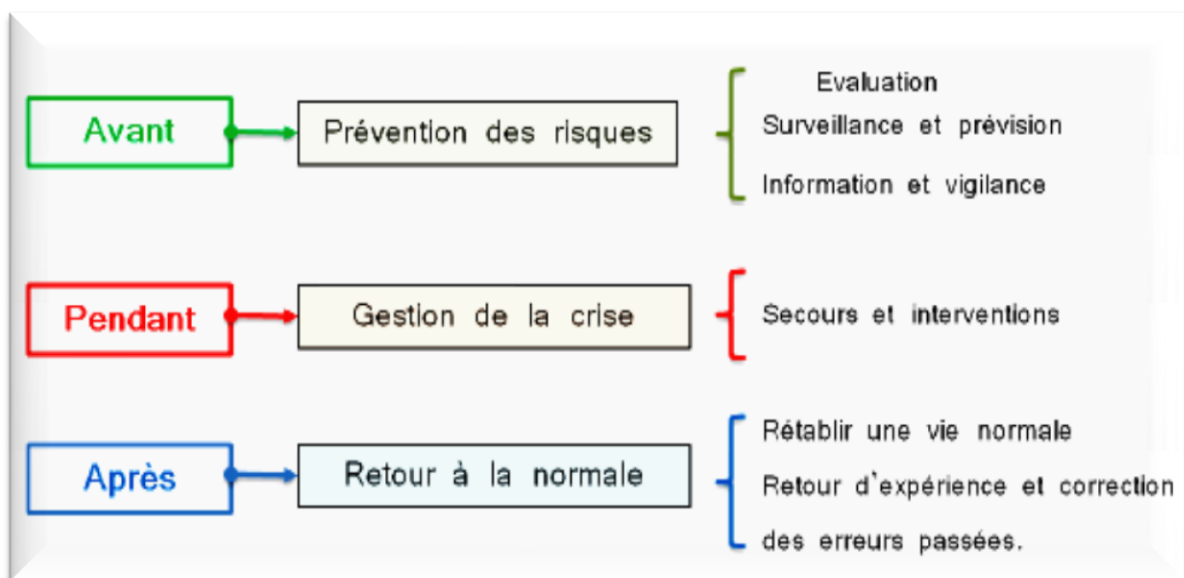 Avant
Prévention des risques
Evaluation
Surveillance et prévision
Information et vigilance
Pendant
Gestion de la crise
Secours et interventions
Après
Retour à la normale
Rétablir une vie normale
Retour d'expérience et correction
des erreurs passées.